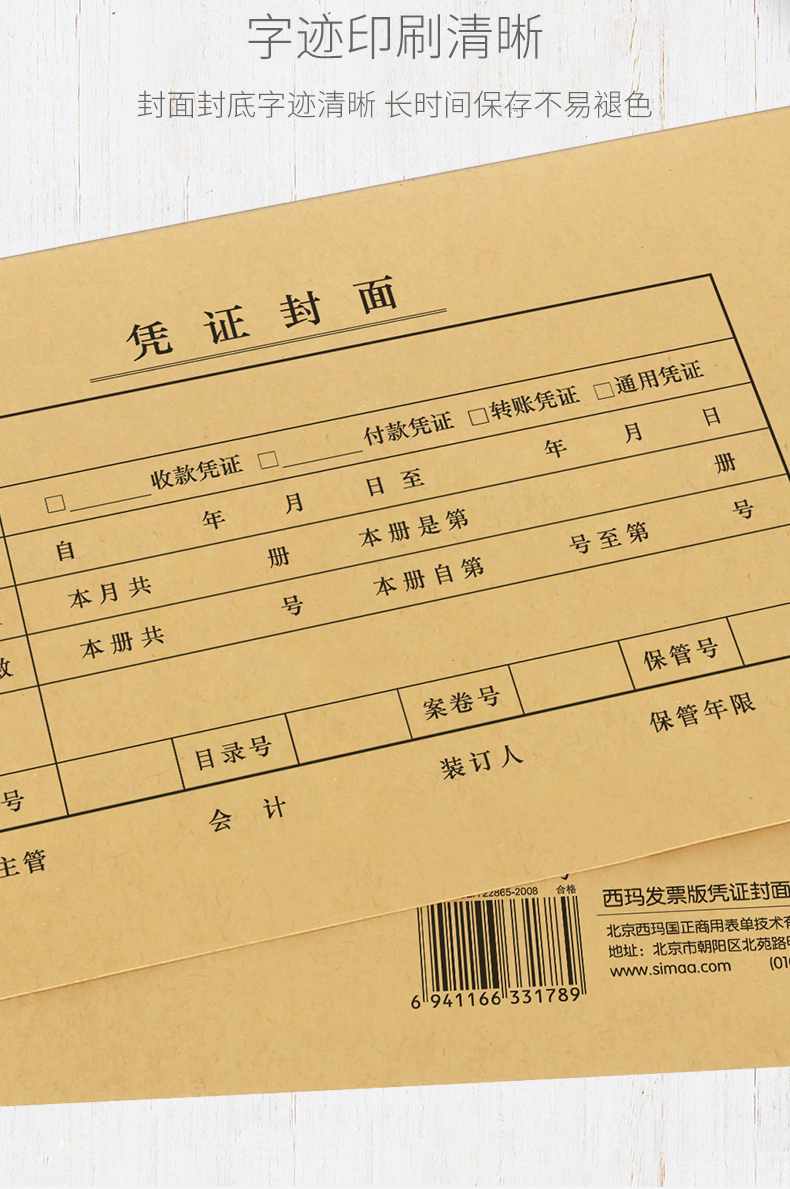 字迹印刷清晰
封面封底字迹清晰 长时间保存不易褪色
凭证封面
□______收款凭证 □______付款凭证 □转账凭证 □通用凭证
自 年 月 日至 年 月 日
本月共 册 本册是第 册
本册共 号 本册自第 号至第 号
号 目录号 案卷号 保管号
主管 会计 装订人 保管年限
22865-2008 合格
6 941166 331789
西玛发票版凭证封面
北京西玛国正商用表单技术
地址：北京市朝阳区北苑路
www.simaa.com (010